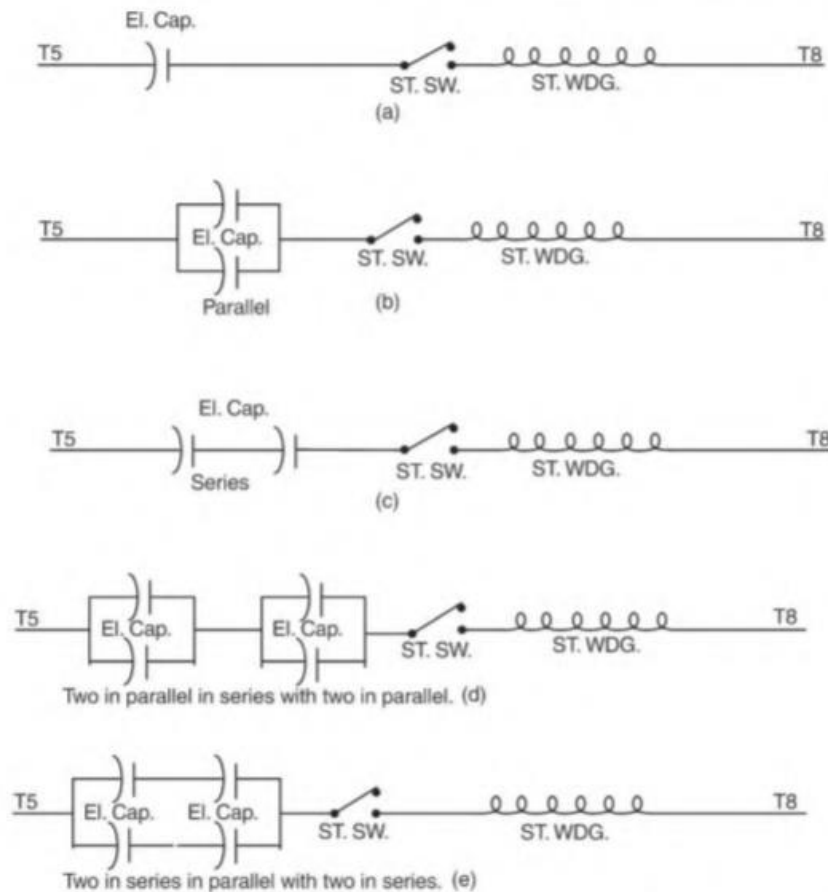 El. Cap.
T5 T8
ST. SW. ST. WDG.
(a)
T5 El. Cap. T8
ST. SW. ST. WDG.
Parallel (b)
El. Cap.
T5 T8
Series ST. SW. ST. WDG.
(c)
T5 El. Cap. El. Cap. T8
ST. SW. ST. WDG.
Two in parallel in series with two in parallel. (d)
T5 El. Cap. El. Cap. T8
ST. SW. ST. WDG.
Two in series in parallel with two in series. (e)